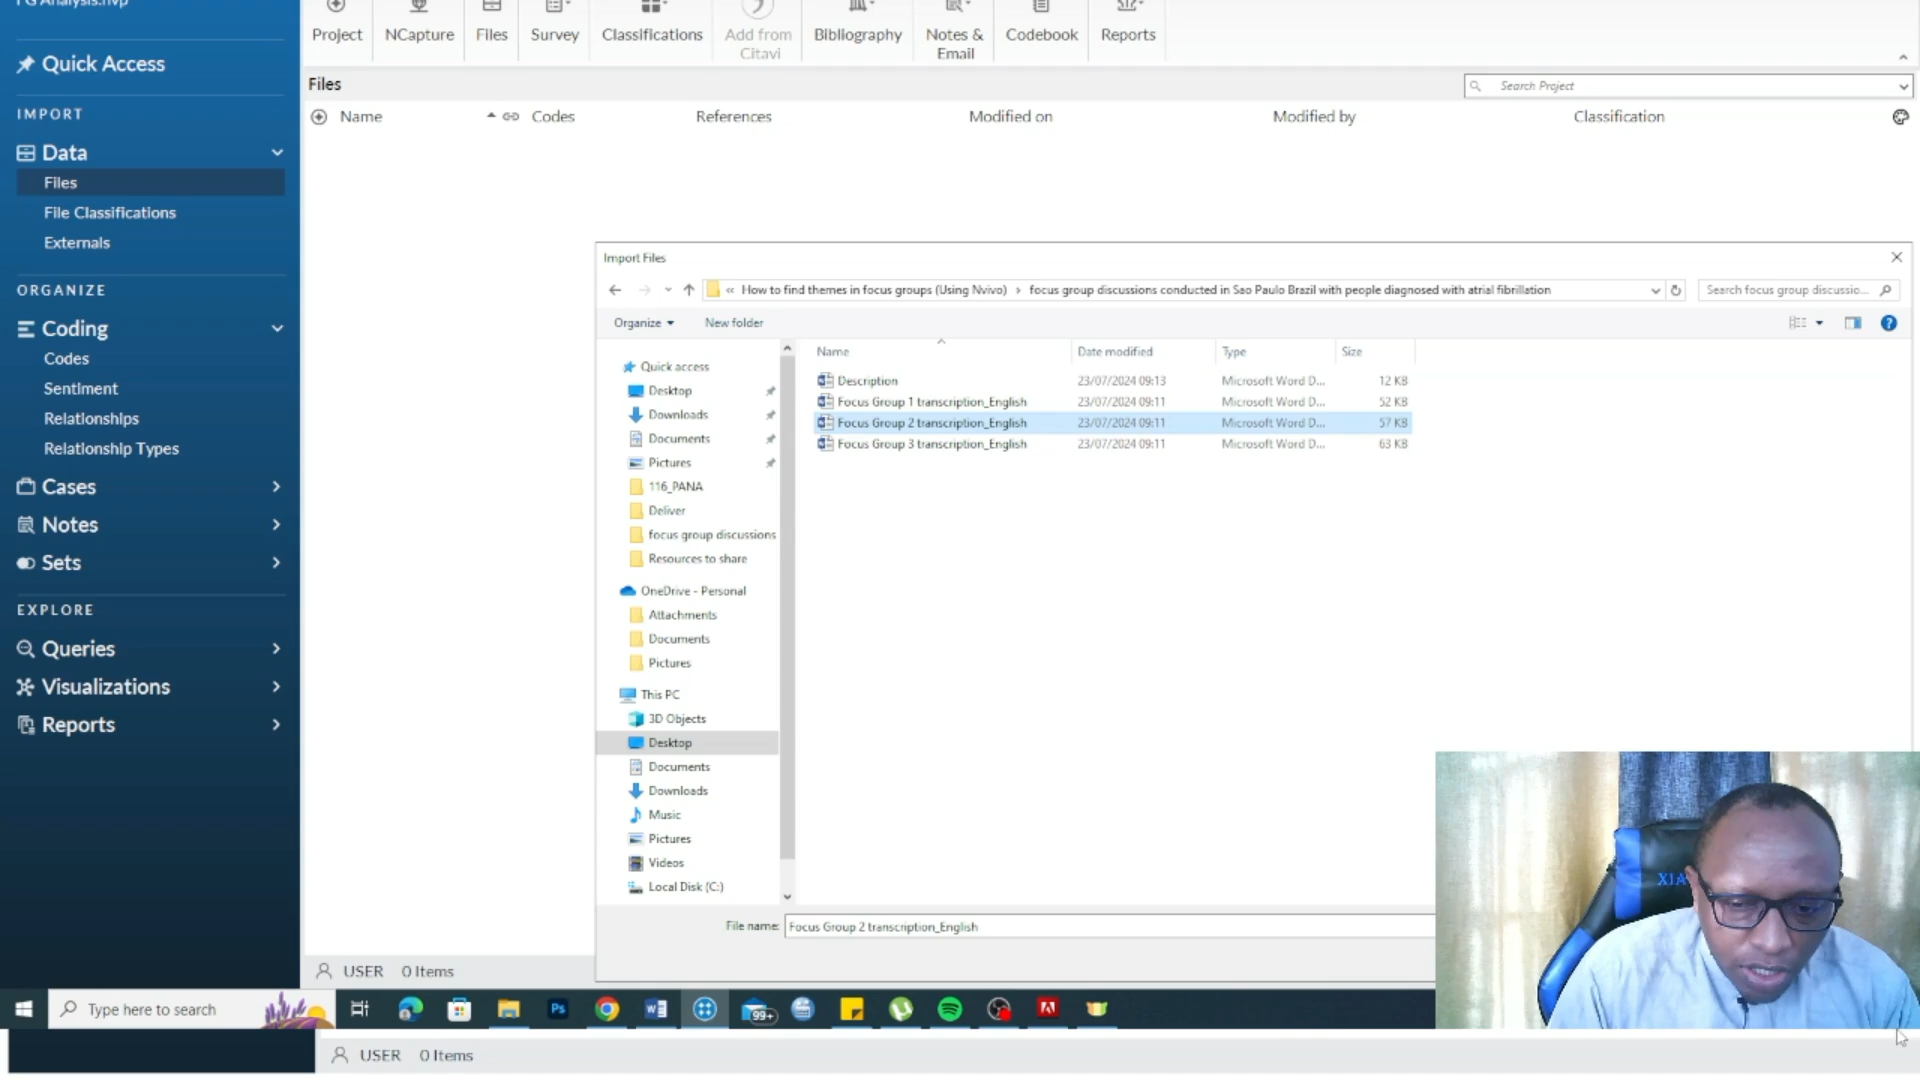 FG Analysis.nvp
Quick Access
IMPORT
Data
Files
File Classifications
Externals
ORGANIZE
Coding
Codes
Sentiment
Relationships
Relationship Types
Cases
Notes
Sets
EXPLORE
Queries
Visualizations
Reports
Project
NCapture
Files
Survey
Classifications
Add from
Citavi
Bibliography
Notes &
Email
Codebook
Reports
Files
Search Project
Name Codes References Modified on Modified by Classification
Import Files
« How to find themes in focus groups (Using Nvivo) › focus group discussions conducted in Sao Paulo Brazil with people diagnosed with atrial fibrillation
Search focus group discussio...
Organize New folder
Quick access
Desktop
Downloads
Documents
Pictures
116_PANA
Deliver
focus group discussions
Resources to share
OneDrive - Personal
Attachments
Documents
Pictures
This PC
3D Objects
Desktop
Documents
Downloads
Music
Pictures
Videos
Local Disk (C:)
Name Date modified Type Size
Description 23/07/2024 09:13 Microsoft Word D... 12 KB
Focus Group 1 transcription_English 23/07/2024 09:11 Microsoft Word D... 52 KB
Focus Group 2 transcription_English 23/07/2024 09:11 Microsoft Word D... 57 KB
Focus Group 3 transcription_English 23/07/2024 09:11 Microsoft Word D... 63 KB
File name: Focus Group 2 transcription_English
XIA
USER 0 Items
Type here to search
Ps
99+
USER 0 Items